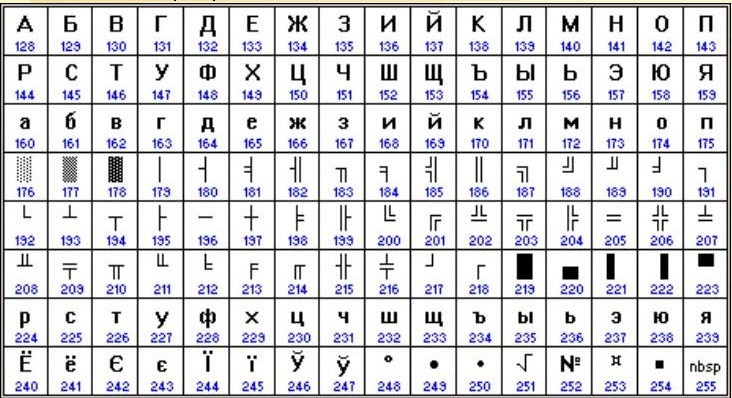 А Б В Г Д Е Ж З И Й К Л М Н О П
128 129 130 131 132 133 134 135 136 137 138 139 140 141 142 143
Р С Т У Ф Х Ц Ч Ш Щ Ъ Ы Ь Э Ю Я
144 145 146 147 148 149 150 151 152 153 154 155 156 157 158 159
а б в г д е ж з и й к л м н о п
160 161 162 163 164 165 166 167 168 169 170 171 172 173 174 175
░ ▒ ▓ │ ┤ ╡ ╢ ╖ ╕ ╣ ║ ╗ ╝ ╜ ╛ ┐
176 177 178 179 180 181 182 183 184 185 186 187 188 189 190 191
└ ┴ ┬ ├ ─ ┼ ╞ ╟ ╚ ╔ ╩ ╦ ╠ ═ ╬ ╧
192 193 194 195 196 197 198 199 200 201 202 203 204 205 206 207
╨ ╤ ╥ ╙ ╘ ╒ ╓ ╫ ╪ ┘ ┌ █ ▄ ▌ ▐ ▀
208 209 210 211 212 213 214 215 216 217 218 219 220 221 222 223
р с т у ф х ц ч ш щ ъ ы ь э ю я
224 225 226 227 228 229 230 231 232 233 234 235 236 237 238 239
Ё ё Є є Ї ї Ў ў ° • · √ № ¤ ■ nbsp
240 241 242 243 244 245 246 247 248 249 250 251 252 253 254 255